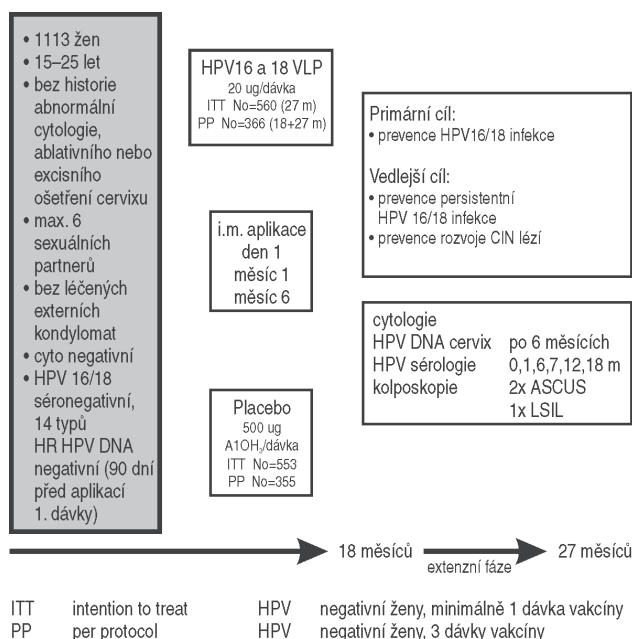 • 1113 žen
• 15–25 let
• bez historie
abnormální
cytologie,
ablativního nebo
excisního
ošetření cervixu
• max. 6
sexuálních
partnerů
• bez léčených
externích
kondylomat
• cyto negativní
• HPV 16/18
séronegativní,
14 typů
HR HPV DNA
negativní (90 dní
před aplikací
1. dávky)
HPV16 a 18 VLP
20 ug/dávka
ITT No=560 (27 m)
PP No=366 (18+27 m)
i.m. aplikace
den 1
měsíc 1
měsíc 6
Placebo
500 ug
A1OH₃/dávka
ITT No=553
PP No=355
Primární cíl:
• prevence HPV16/18 infekce
Vedlejší cíl:
• prevence persistentní
HPV 16/18 infekce
• prevence rozvoje CIN lézí
cytologie
HPV DNA cervix po 6 měsících
HPV sérologie 0,1,6,7,12,18 m
kolposkopie 2x ASCUS
1x LSIL
18 měsíců
extenzní fáze
27 měsíců
ITT intention to treat HPV negativní ženy, minimálně 1 dávka vakcíny
PP per protocol HPV negativní ženy, 3 dávky vakcíny